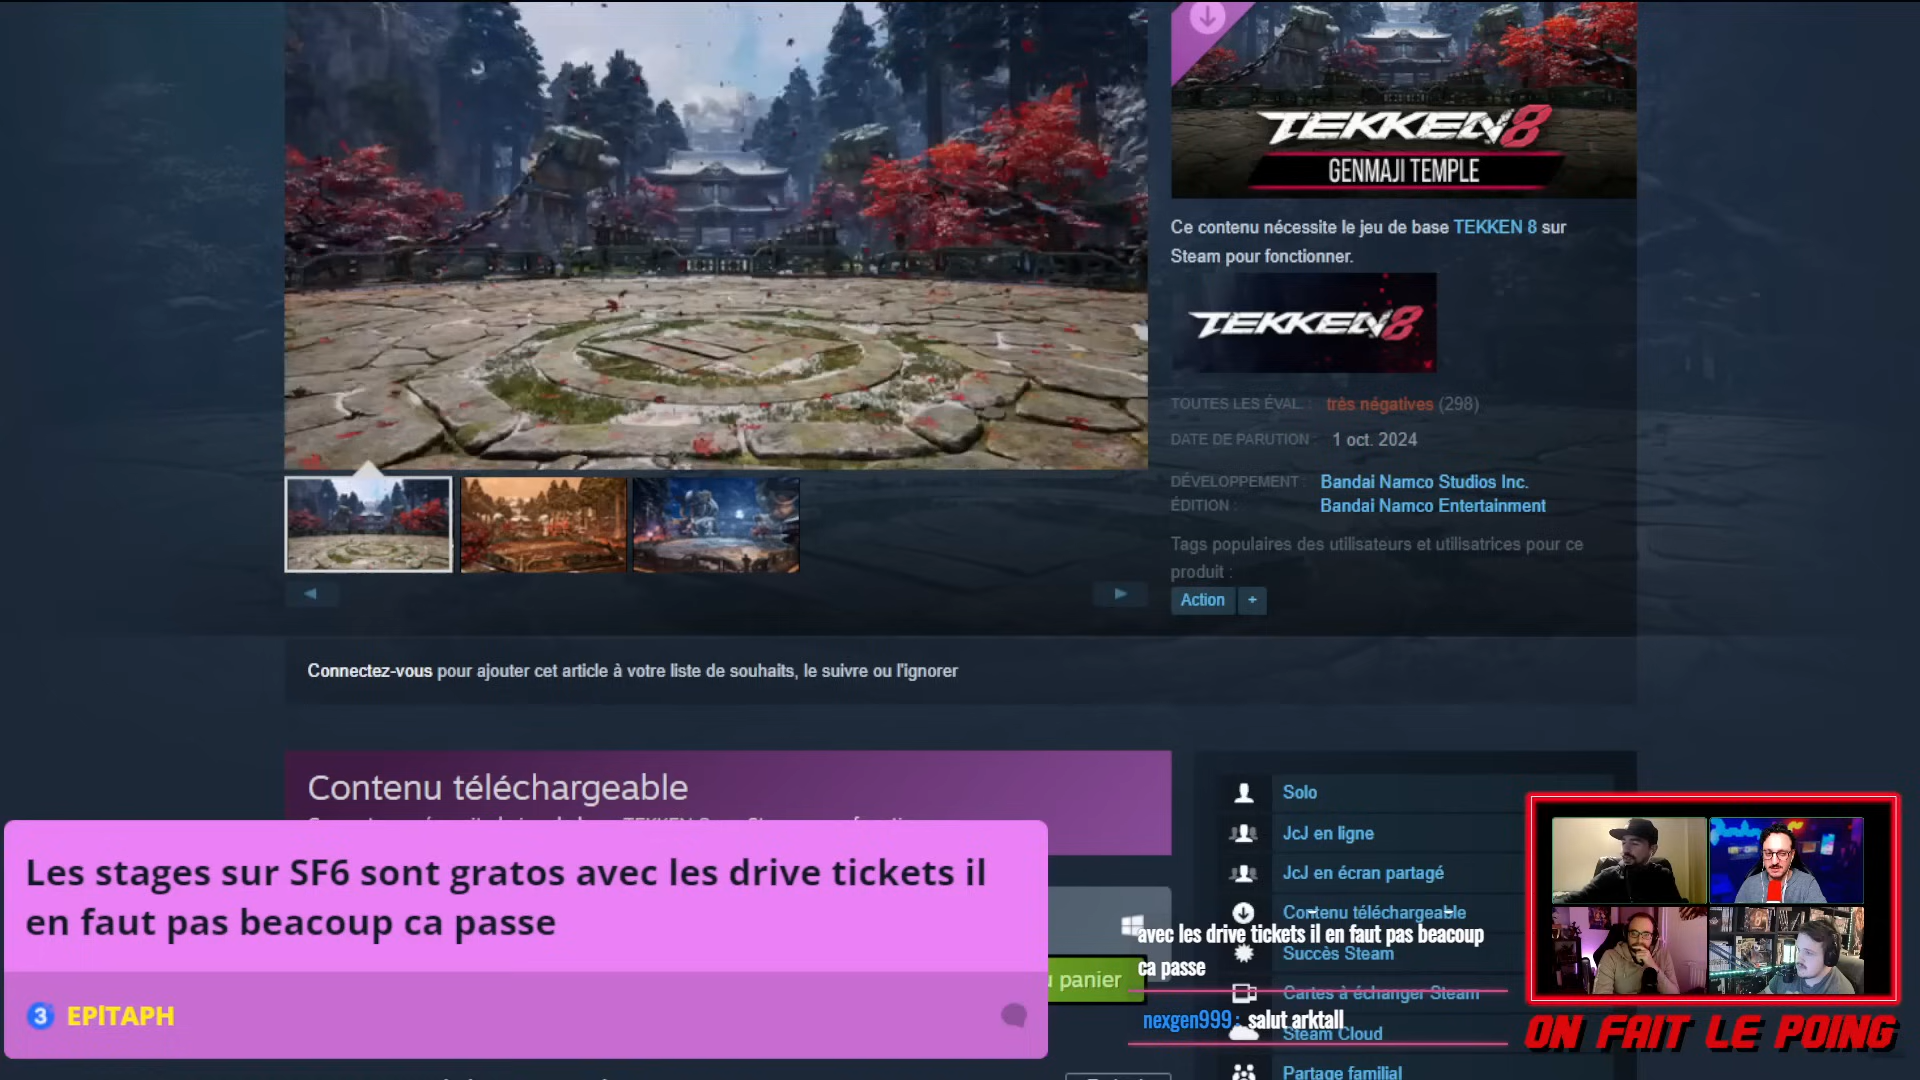 TEKKEN 8
GENMAJI TEMPLE
Ce contenu nécessite le jeu de base TEKKEN 8 sur
Steam pour fonctionner.
TEKKEN 8
TOUTES LES ÉVAL. : très négatives (298)
DATE DE PARUTION : 1 oct. 2024
DÉVELOPPEMENT : Bandai Namco Studios Inc.
ÉDITION : Bandai Namco Entertainment
Tags populaires des utilisateurs et utilisatrices pour ce
produit :
Action +
Connectez-vous pour ajouter cet article à votre liste de souhaits, le suivre ou l'ignorer
Contenu téléchargeable
Les stages sur SF6 sont gratos avec les drive tickets il
en faut pas beacoup ca passe
3 EPITAPH
panier
Solo
JcJ en ligne
JcJ en écran partagé
Contenu téléchargeable
Succès Steam
Cartes à échanger Steam
Steam Cloud
Partage familial
avec les drive tickets il en faut pas beacoup
ca passe
nexgen999 : salut arktall
ON FAIT LE POING